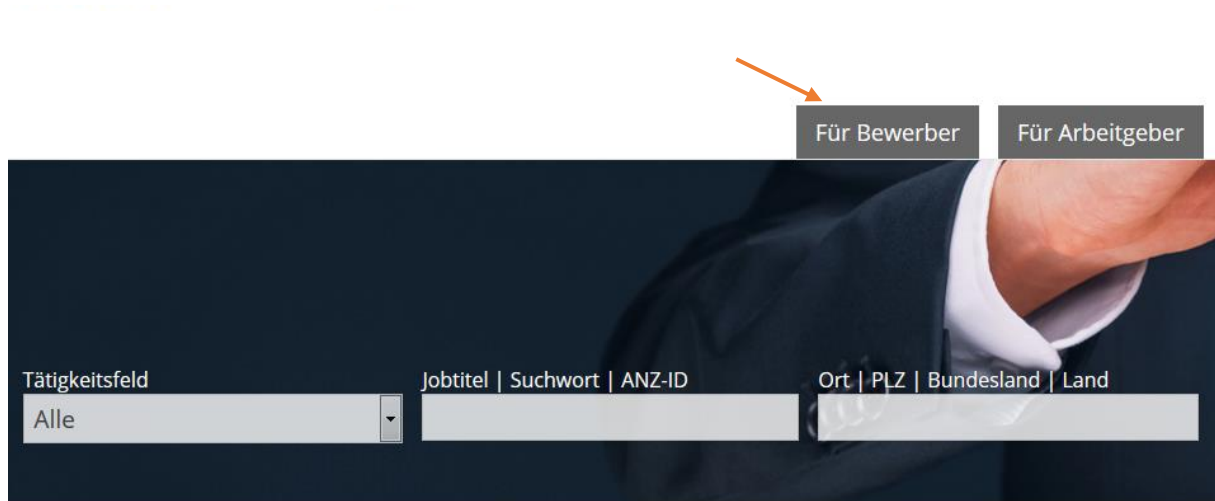 Für Bewerber Für Arbeitgeber
Tätigkeitsfeld Jobtitel | Suchwort | ANZ-ID Ort | PLZ | Bundesland | Land
Alle